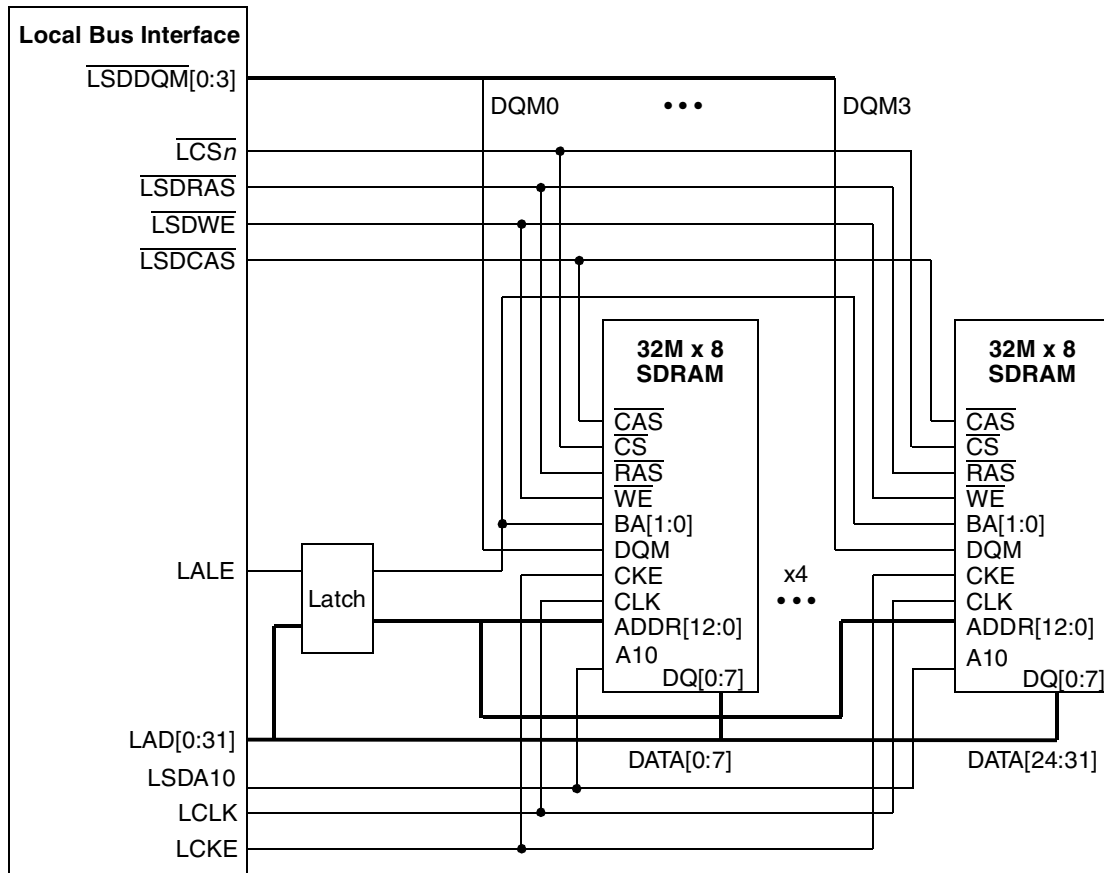 Local Bus Interface
LSDDQM[0:3]
DQM0
•••
DQM3
LCSn
LSDRAS
LSDWE
LSDCAS
32M x 8
SDRAM
CAS
CS
RAS
WE
BA[1:0]
DQM
CKE
CLK
ADDR[12:0]
A10
DQ[0:7]
x4
•••
32M x 8
SDRAM
CAS
CS
RAS
WE
BA[1:0]
DQM
CKE
CLK
ADDR[12:0]
A10
DQ[0:7]
LALE
Latch
LAD[0:31]
DATA[0:7]
DATA[24:31]
LSDA10
LCLK
LCKE